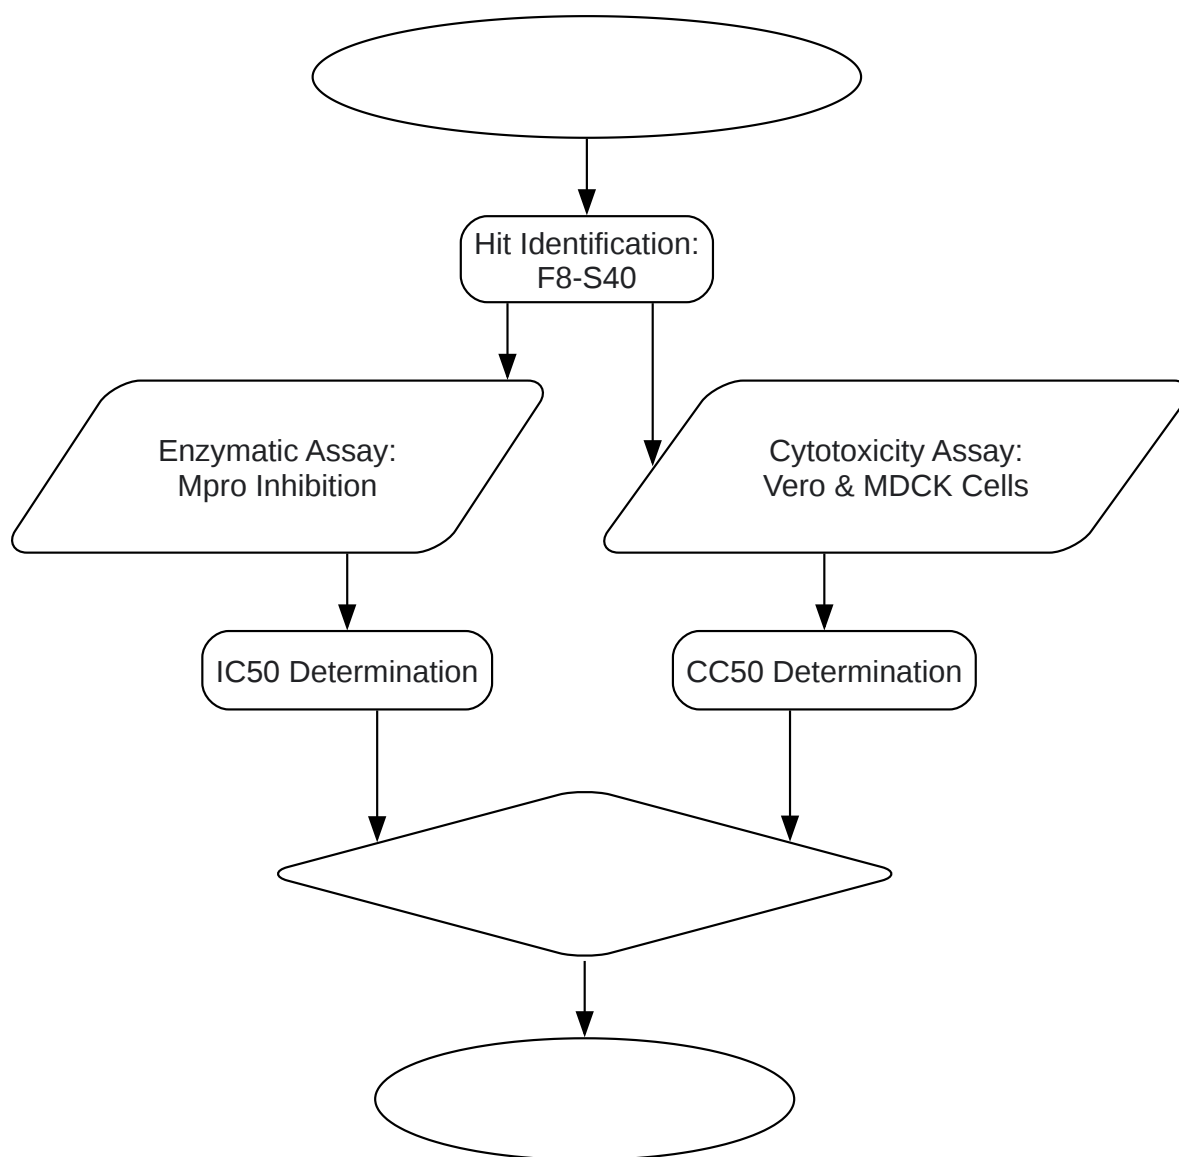 Hit Identification:
F8-S40
Enzymatic Assay:
Mpro Inhibition
Cytotoxicity Assay:
Vero & MDCK Cells
IC50 Determination
CC50 Determination